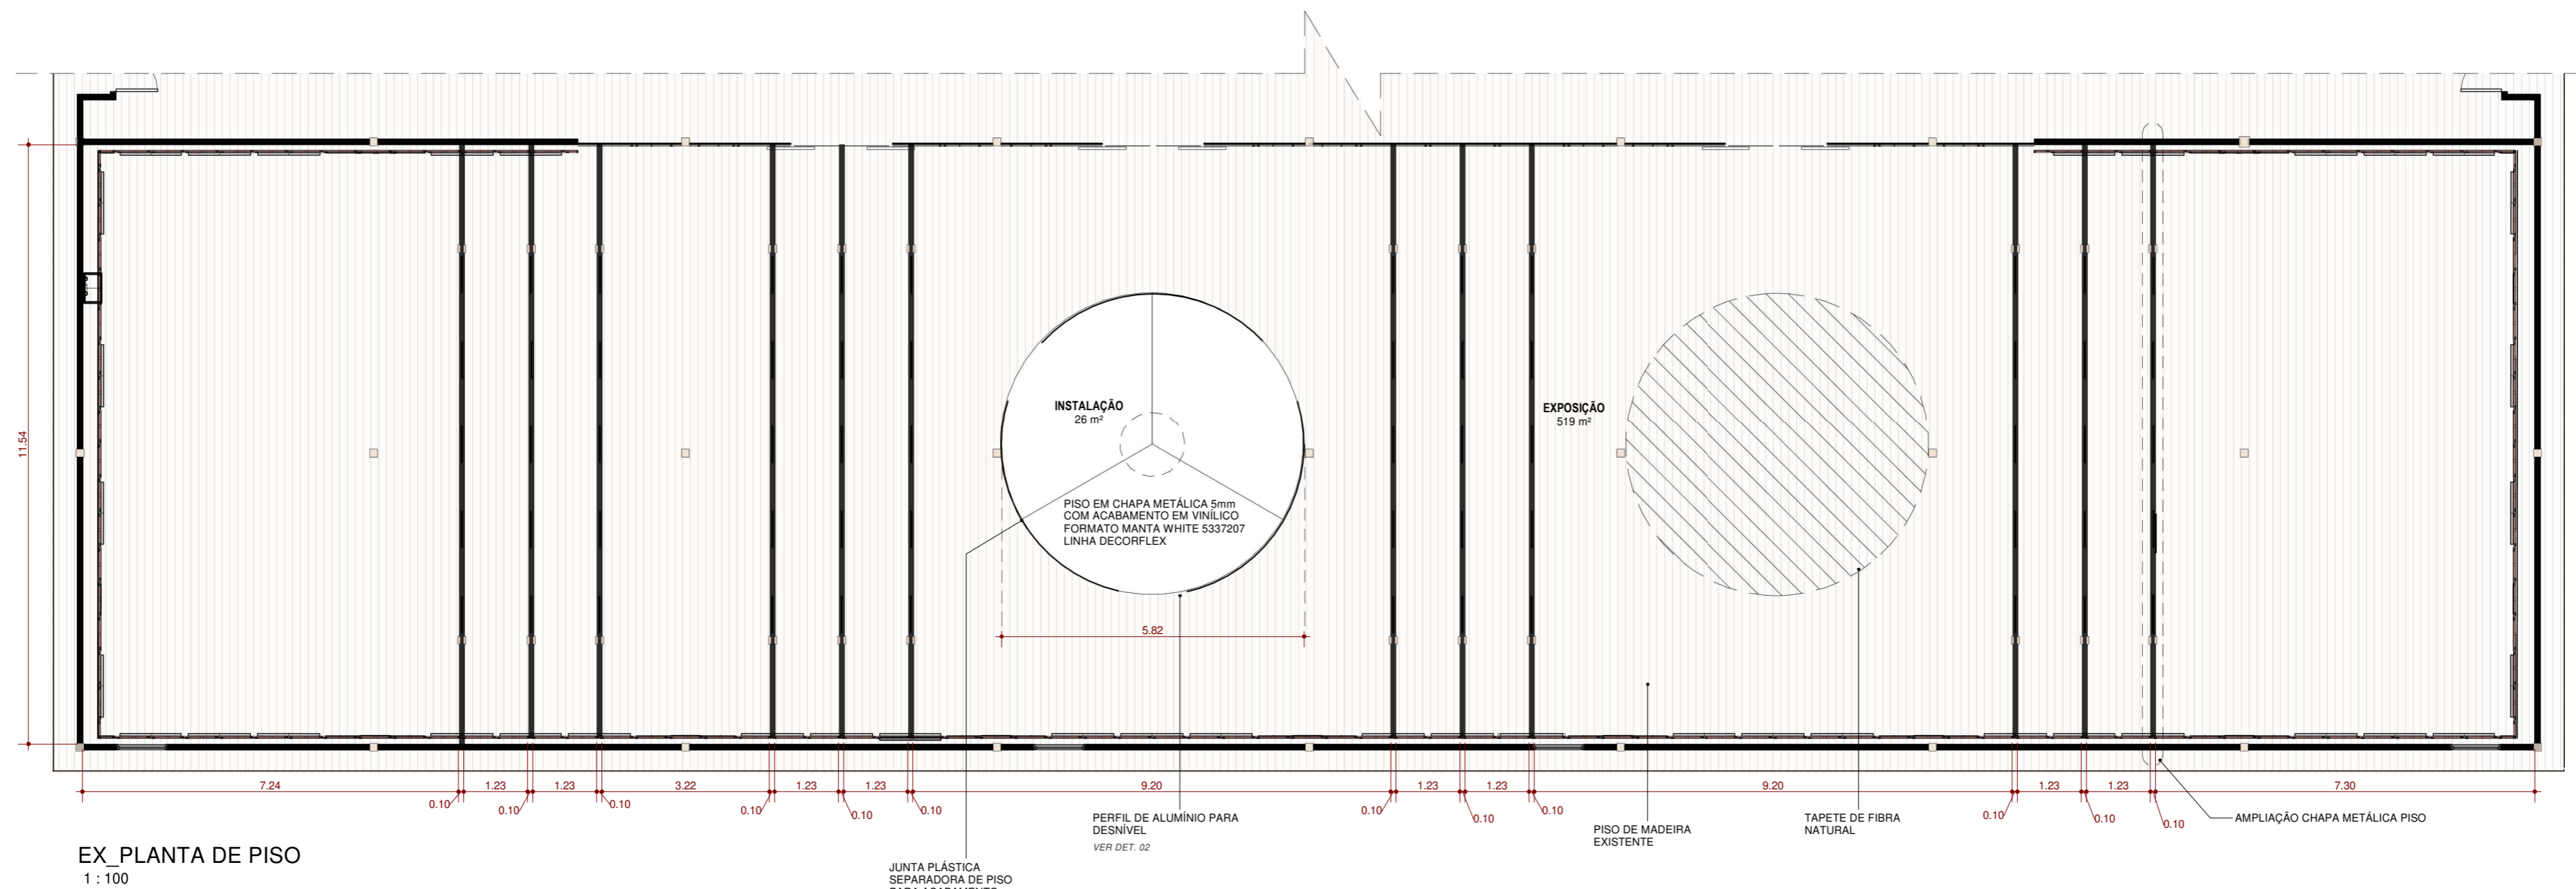 11.54
INSTALAÇÃO
26 m²
EXPOSIÇÃO
519 m²
PISO EM CHAPA METÁLICA 5mm
COM ACABAMENTO EM VINÍLICO
FORMATO MANTA WHITE 5337207
LINHA DECORFLEX
5.82
7.24
1.23
1.23
3.22
1.23
1.23
9.20
1.23
1.23
9.20
1.23
1.23
7.30
0.10
0.10
0.10
0.10
0.10
0.10
0.10
0.10
0.10
0.10
0.10
0.10
PERFIL DE ALUMÍNIO PARA
DESNÍVEL
VER DET. 02
PISO DE MADEIRA
EXISTENTE
TAPETE DE FIBRA
NATURAL
AMPLIAÇÃO CHAPA METÁLICA PISO
EX_PLANTA DE PISO
1 : 100
JUNTA PLÁSTICA
SEPARADORA DE PISO
PARA ACABAMENTO